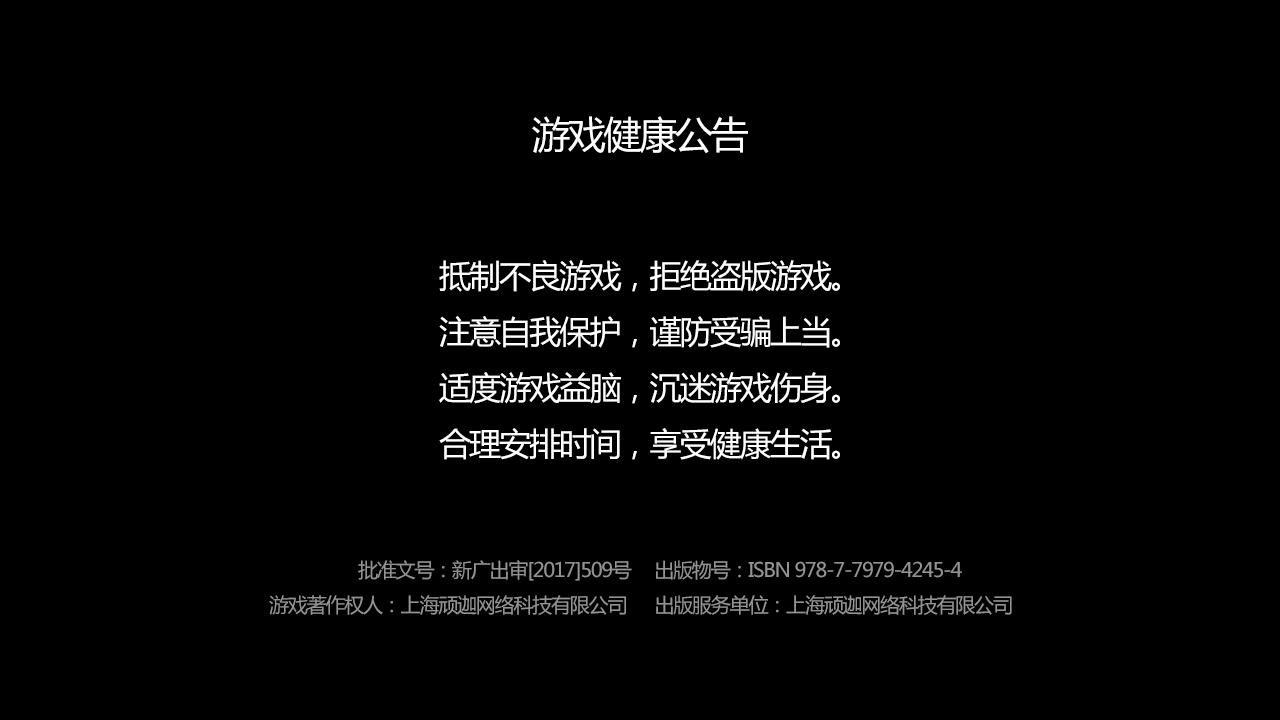 游戏健康公告
抵制不良游戏，拒绝盗版游戏。
注意自我保护，谨防受骗上当。
适度游戏益脑，沉迷游戏伤身。
合理安排时间，享受健康生活。
批准文号：新广出审[2017]509号 出版物号：ISBN 978-7-7979-4245-4
游戏著作权人：上海顽迦网络科技有限公司 出版服务单位：上海顽迦网络科技有限公司